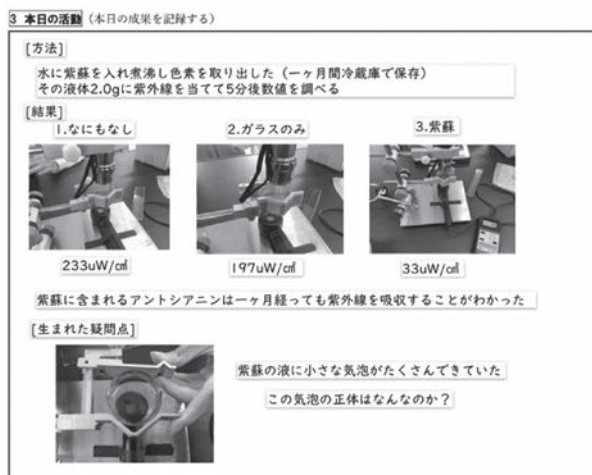 3 本日の活動（本日の成果を記録する）
[方法]
水に紫蘇を入れ煮沸し色素を取り出した（一ヶ月間冷蔵庫で保存）
その液体2.0gに紫外線を当てて5分後数値を調べる
[結果]
1.なにもなし 2.ガラスのみ 3.紫蘇
233uW/㎠ 197uW/㎠ 33uW/㎠
紫蘇に含まれるアントシアニンは一ヶ月経っても紫外線を吸収することがわかった
[生まれた疑問点]
紫蘇の液に小さな気泡がたくさんできていた
この気泡の正体はなんなのか？